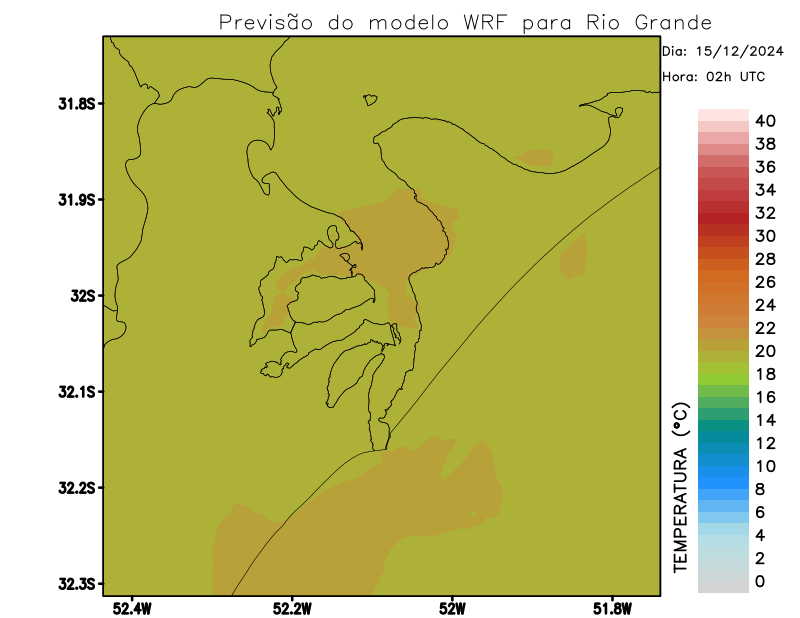 Previsão do modelo WRF para Rio Grande
Dia: 15/12/2024
Hora: 02h UTC
31.8S
31.9S
32S
32.1S
32.2S
32.3S
52.4W
52.2W
52W
51.8W
TEMPERATURA (°C)
40
38
36
34
32
30
28
26
24
22
20
18
16
14
12
10
8
6
4
2
0